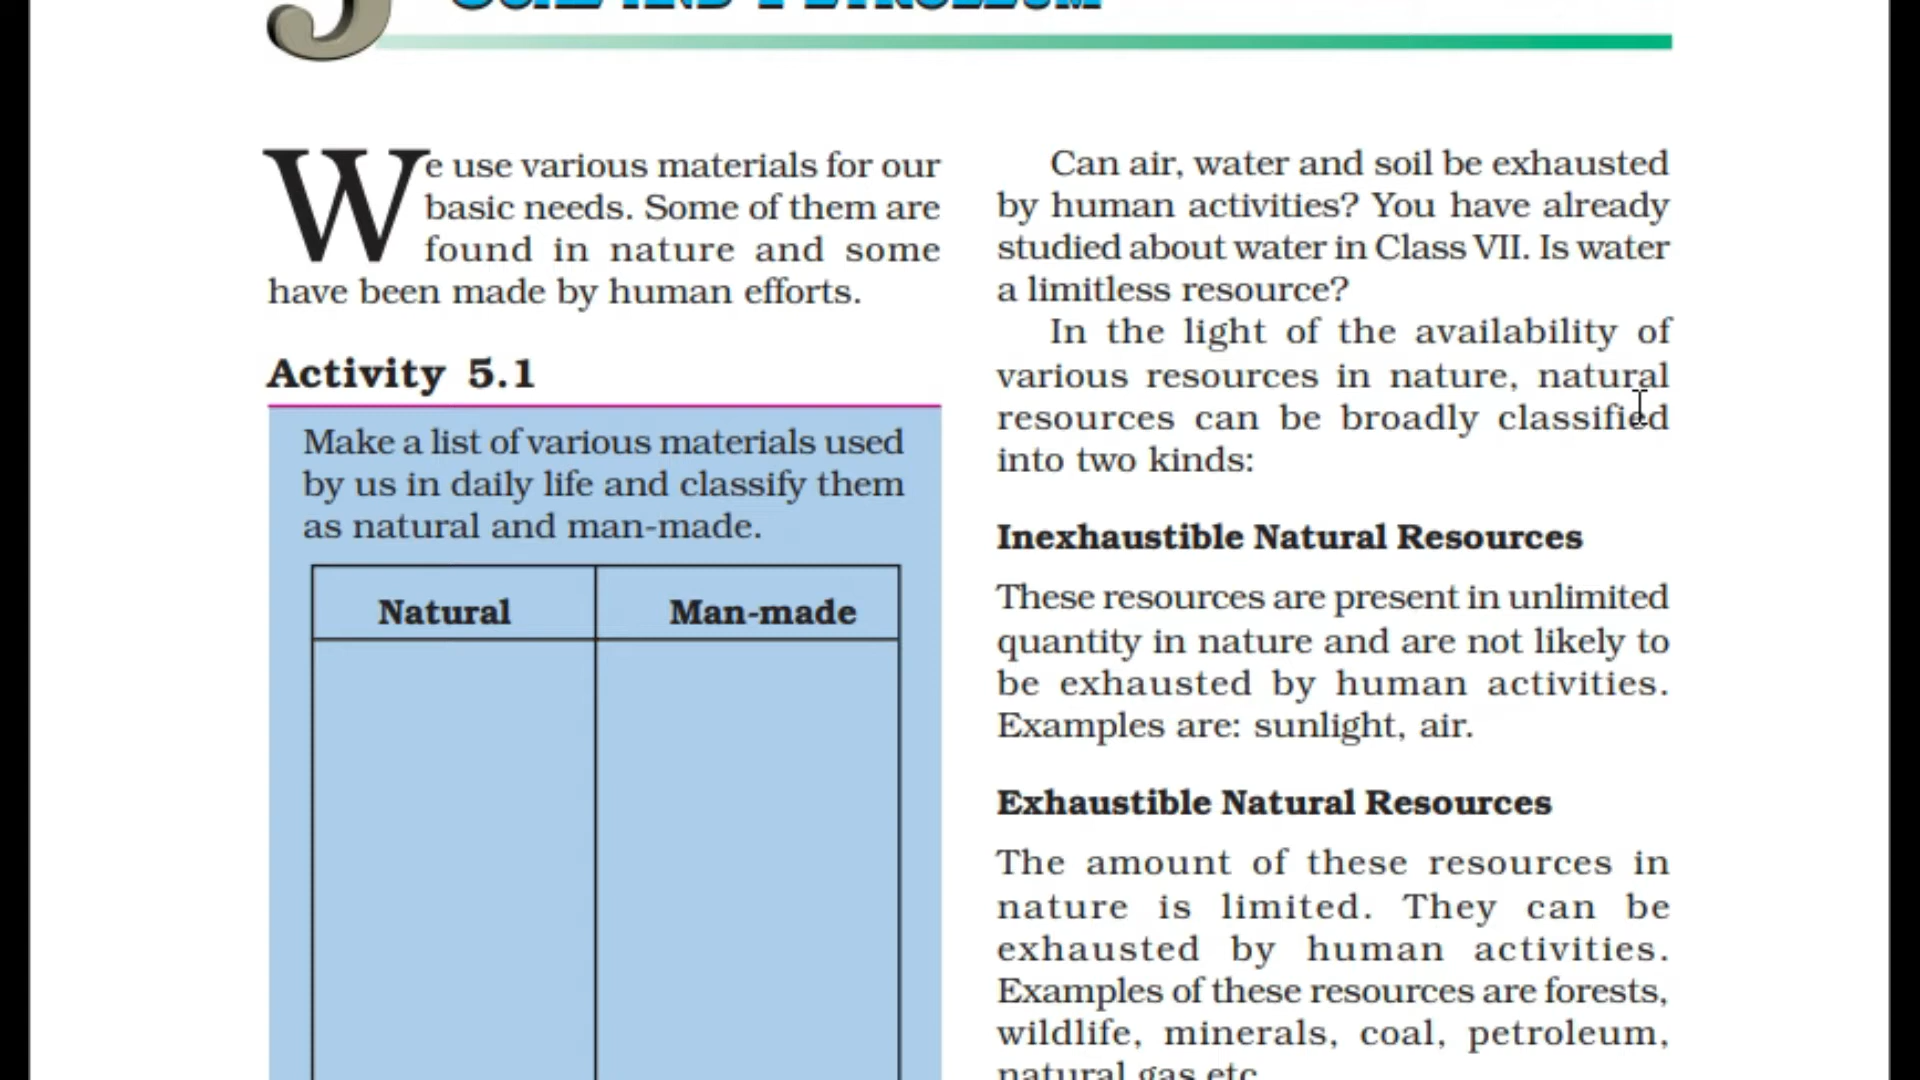 5
We use various materials for our
basic needs. Some of them are
found in nature and some
have been made by human efforts.
Activity 5.1
Make a list of various materials used
by us in daily life and classify them
as natural and man-made.
Natural Man-made
Can air, water and soil be exhausted
by human activities? You have already
studied about water in Class VII. Is water
a limitless resource?
In the light of the availability of
various resources in nature, natural
resources can be broadly classified
into two kinds:
Inexhaustible Natural Resources
These resources are present in unlimited
quantity in nature and are not likely to
be exhausted by human activities.
Examples are: sunlight, air.
Exhaustible Natural Resources
The amount of these resources in
nature is limited. They can be
exhausted by human activities.
Examples of these resources are forests,
wildlife, minerals, coal, petroleum,
natural gas etc